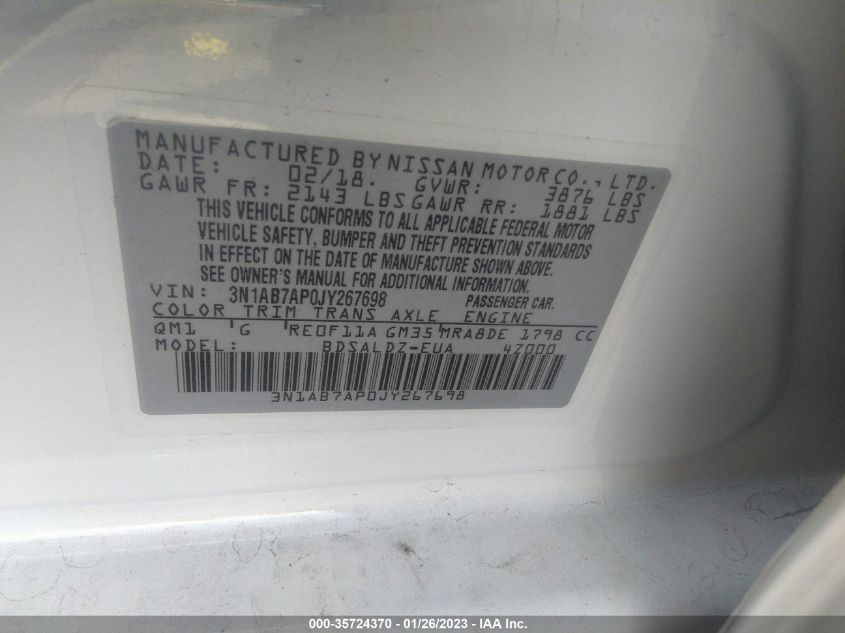 MANUFACTURED BY NISSAN MOTOR CO., LTD.
DATE: 02/18. GVWR: 3876 LBS
GAWR FR: 2143 LBS GAWR RR: 1881 LBS
THIS VEHICLE CONFORMS TO ALL APPLICABLE FEDERAL MOTOR
VEHICLE SAFETY, BUMPER AND THEFT PREVENTION STANDARDS
IN EFFECT ON THE DATE OF MANUFACTURE SHOWN ABOVE.
SEE OWNER'S MANUAL FOR ADDITIONAL INFORMATION.
VIN: 3N1AB7AP0JY267698 PASSENGER CAR.
COLOR TRIM TRANS AXLE ENGINE
QM1 G RE0F11A GM35 MRA8DE 1798 CC
MODEL: BDSALDZ-EUA 4Z000
3N1AB7AP0JY267698
000-35724370 - 01/26/2023 - IAA Inc.